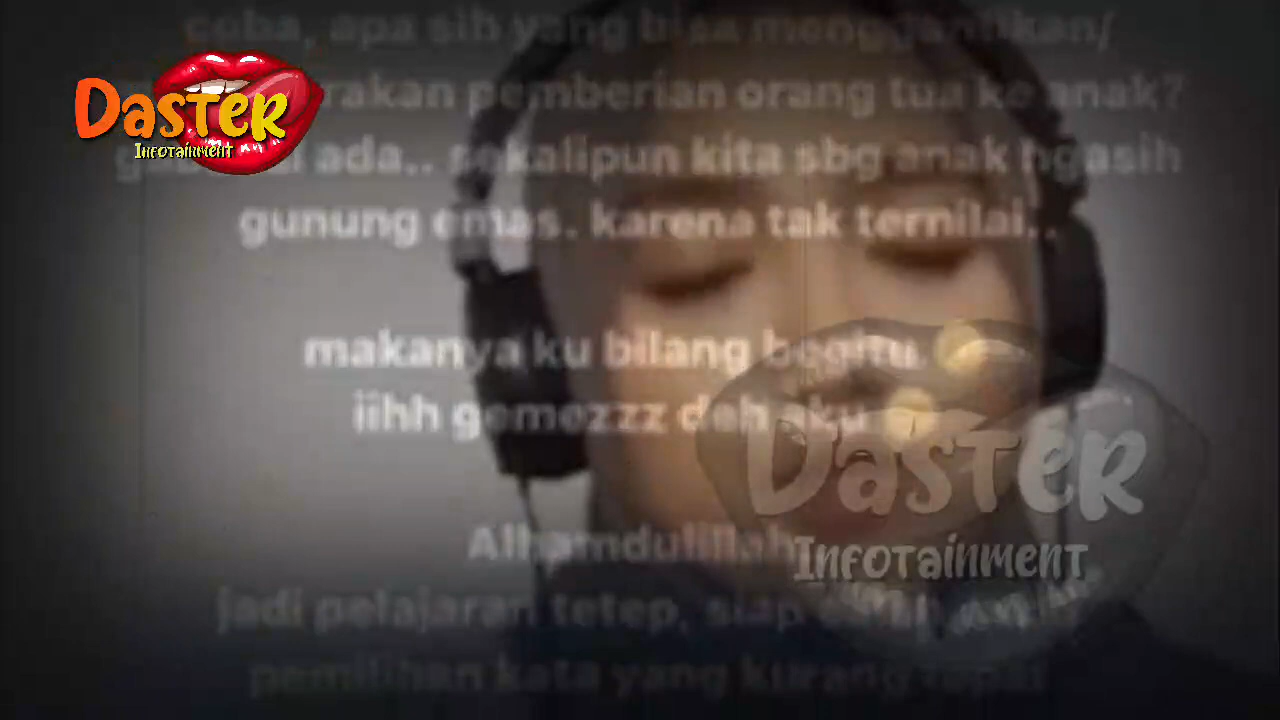 Daster
Infotainment
coba, apa sih yang bisa menggantikan/
pemberian orang tua ke anak?
ada.. sekalipun kita sbg anak ngasih
gunung emas. karena tak ternilai..
makanya ku bilang begitu.
iihh gemezzz deh aku
Daster
Infotainment
Alhamdulillah
jadi pelajaran tetep, siap
pemilihan kata yang kurang tepat